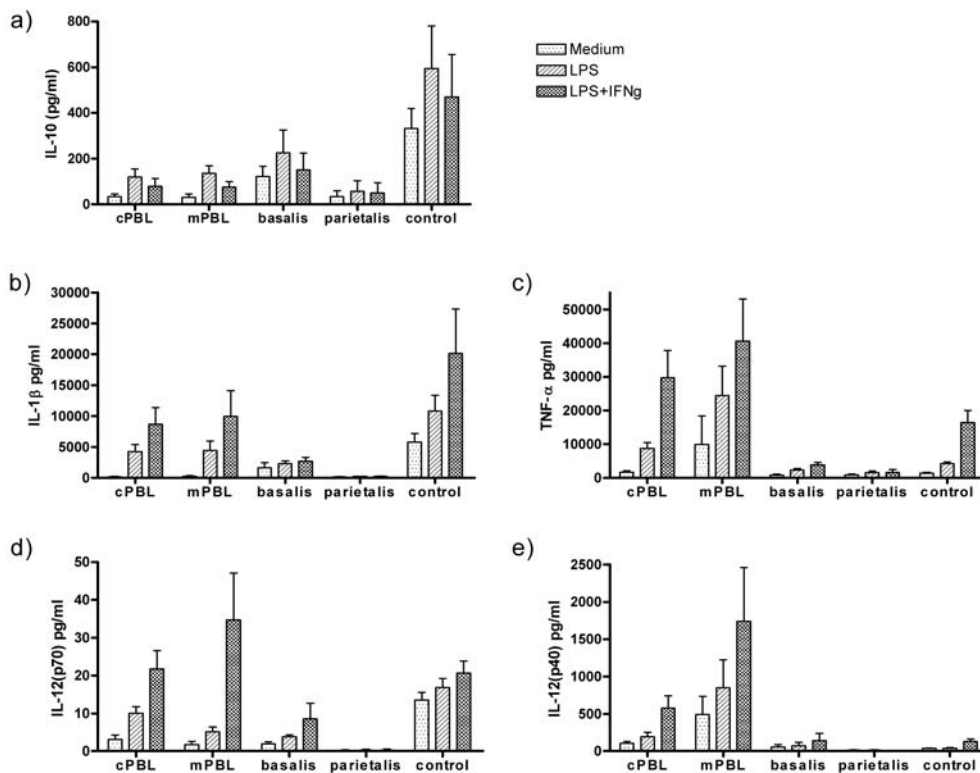 a)
800
600
400
200
0
IL-10 (pg/ml)
cPBL mPBL basalis parietalis control
Medium
LPS
LPS+IFNg
b)
30000
25000
20000
15000
10000
5000
0
IL-1β pg/ml
cPBL mPBL basalis parietalis control
c)
50000
40000
30000
20000
10000
0
TNF-α pg/ml
cPBL mPBL basalis parietalis control
d)
50
40
30
20
10
0
IL-12(p70) pg/ml
cPBL mPBL basalis parietalis control
e)
2500
2000
1500
1000
500
0
IL-12(p40) pg/ml
cPBL mPBL basalis parietalis control